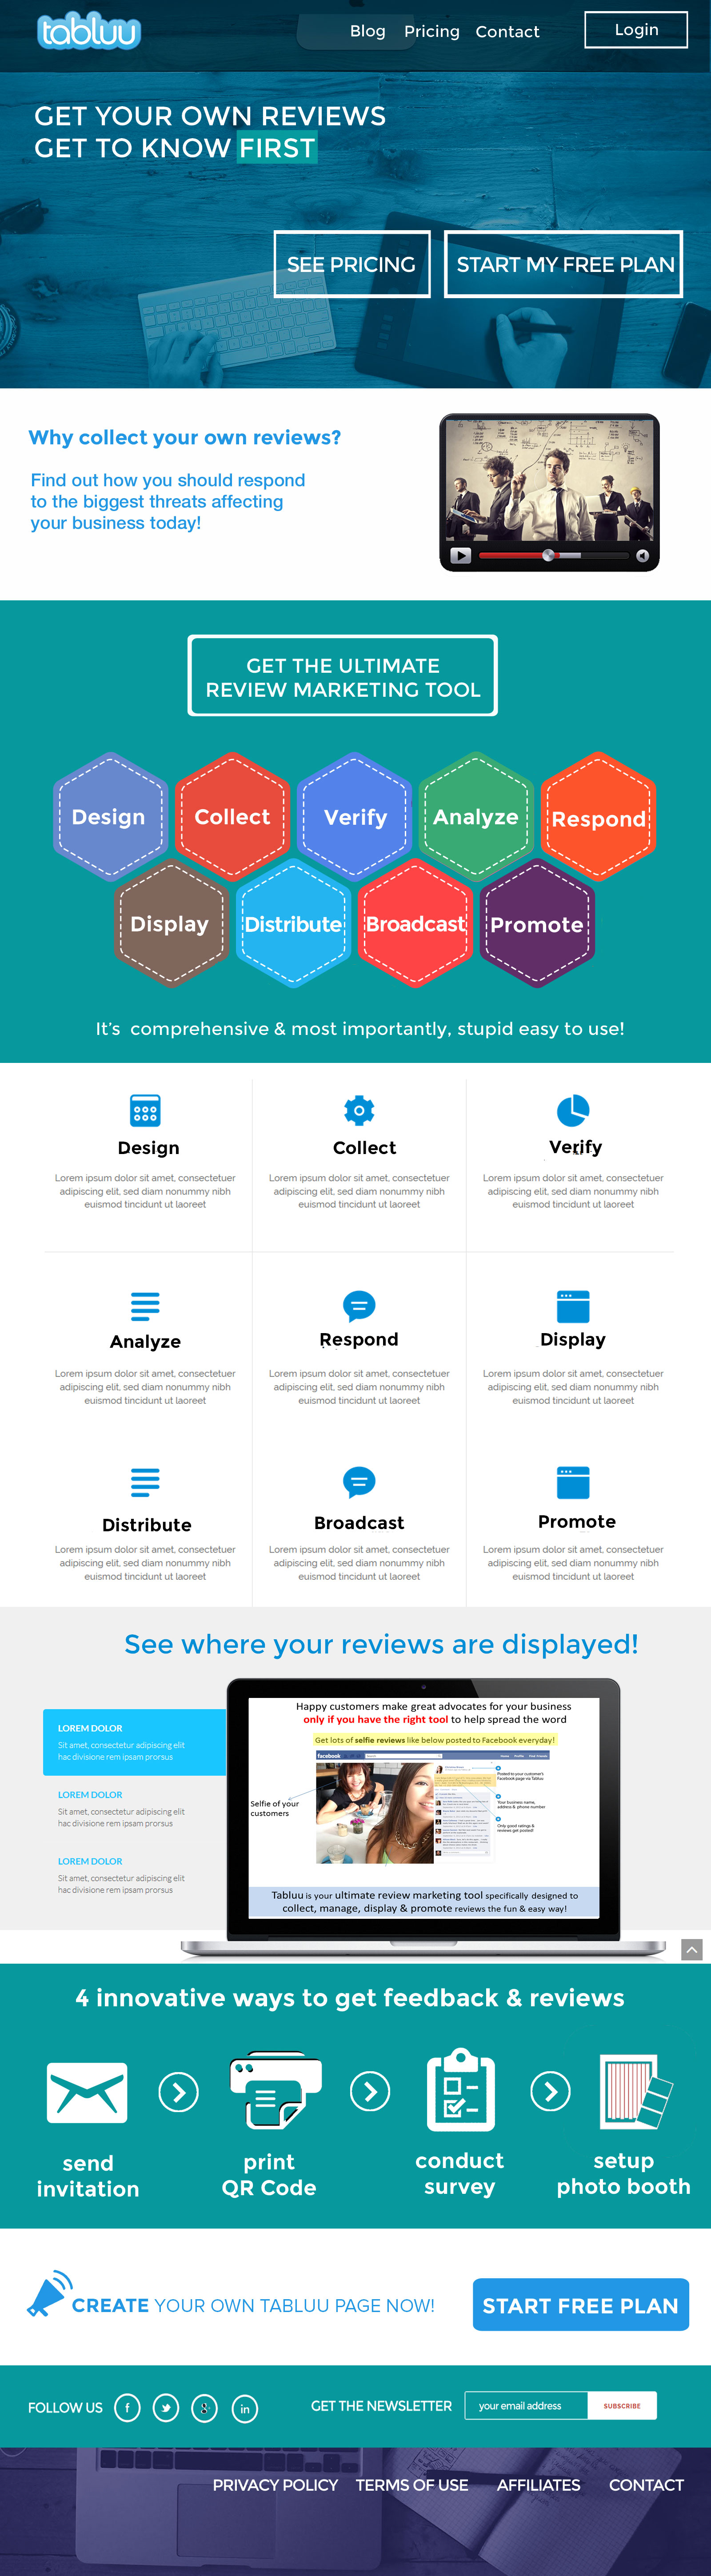 tabluu
Blog Pricing Contact
Login
GET YOUR OWN REVIEWS
GET TO KNOW FIRST
SEE PRICING
START MY FREE PLAN
Why collect your own reviews?
Find out how you should respond
to the biggest threats affecting
your business today!
GET THE ULTIMATE
REVIEW MARKETING TOOL
Design
Collect
Verify
Analyze
Respond
Display
Distribute
Broadcast
Promote
It's comprehensive & most importantly, stupid easy to use!
Design
Lorem ipsum dolor sit amet, consectetuer
adipiscing elit, sed diam nonummy nibh
euismod tincidunt ut laoreet
Collect
Lorem ipsum dolor sit amet, consectetuer
adipiscing elit, sed diam nonummy nibh
euismod tincidunt ut laoreet
Verify
Lorem ipsum dolor sit amet, consectetuer
adipiscing elit, sed diam nonummy nibh
euismod tincidunt ut laoreet
Analyze
Lorem ipsum dolor sit amet, consectetuer
adipiscing elit, sed diam nonummy nibh
euismod tincidunt ut laoreet
Respond
Lorem ipsum dolor sit amet, consectetuer
adipiscing elit, sed diam nonummy nibh
euismod tincidunt ut laoreet
Display
Lorem ipsum dolor sit amet, consectetuer
adipiscing elit, sed diam nonummy nibh
euismod tincidunt ut laoreet
Distribute
Lorem ipsum dolor sit amet, consectetuer
adipiscing elit, sed diam nonummy nibh
euismod tincidunt ut laoreet
Broadcast
Lorem ipsum dolor sit amet, consectetuer
adipiscing elit, sed diam nonummy nibh
euismod tincidunt ut laoreet
Promote
Lorem ipsum dolor sit amet, consectetuer
adipiscing elit, sed diam nonummy nibh
euismod tincidunt ut laoreet
See where your reviews are displayed!
LOREM DOLOR
Sit amet, consectetur adipiscing elit
hac divisione rem ipsam prorsus
LOREM DOLOR
Sit amet, consectetur adipiscing elit
hac divisione rem ipsam prorsus
LOREM DOLOR
Sit amet, consectetur adipiscing elit
hac divisione rem ipsam prorsus
Happy customers make great advocates for your business
only if you have the right tool to help spread the word
Get lots of selfie reviews like below posted to Facebook everyday!
facebook
Selfie of your
customers
Posted to your customer's
Facebook page via Tabluu
Your business name,
address & phone number
Only good ratings &
reviews get posted!
Tabluu is your ultimate review marketing tool specifically designed to
collect, manage, display & promote reviews the fun & easy way!
4 innovative ways to get feedback & reviews
send
invitation
print
QR Code
conduct
survey
setup
photo booth
CREATE YOUR OWN TABLUU PAGE NOW!
START FREE PLAN
FOLLOW US
GET THE NEWSLETTER
your email address
SUBSCRIBE
PRIVACY POLICY TERMS OF USE AFFILIATES CONTACT